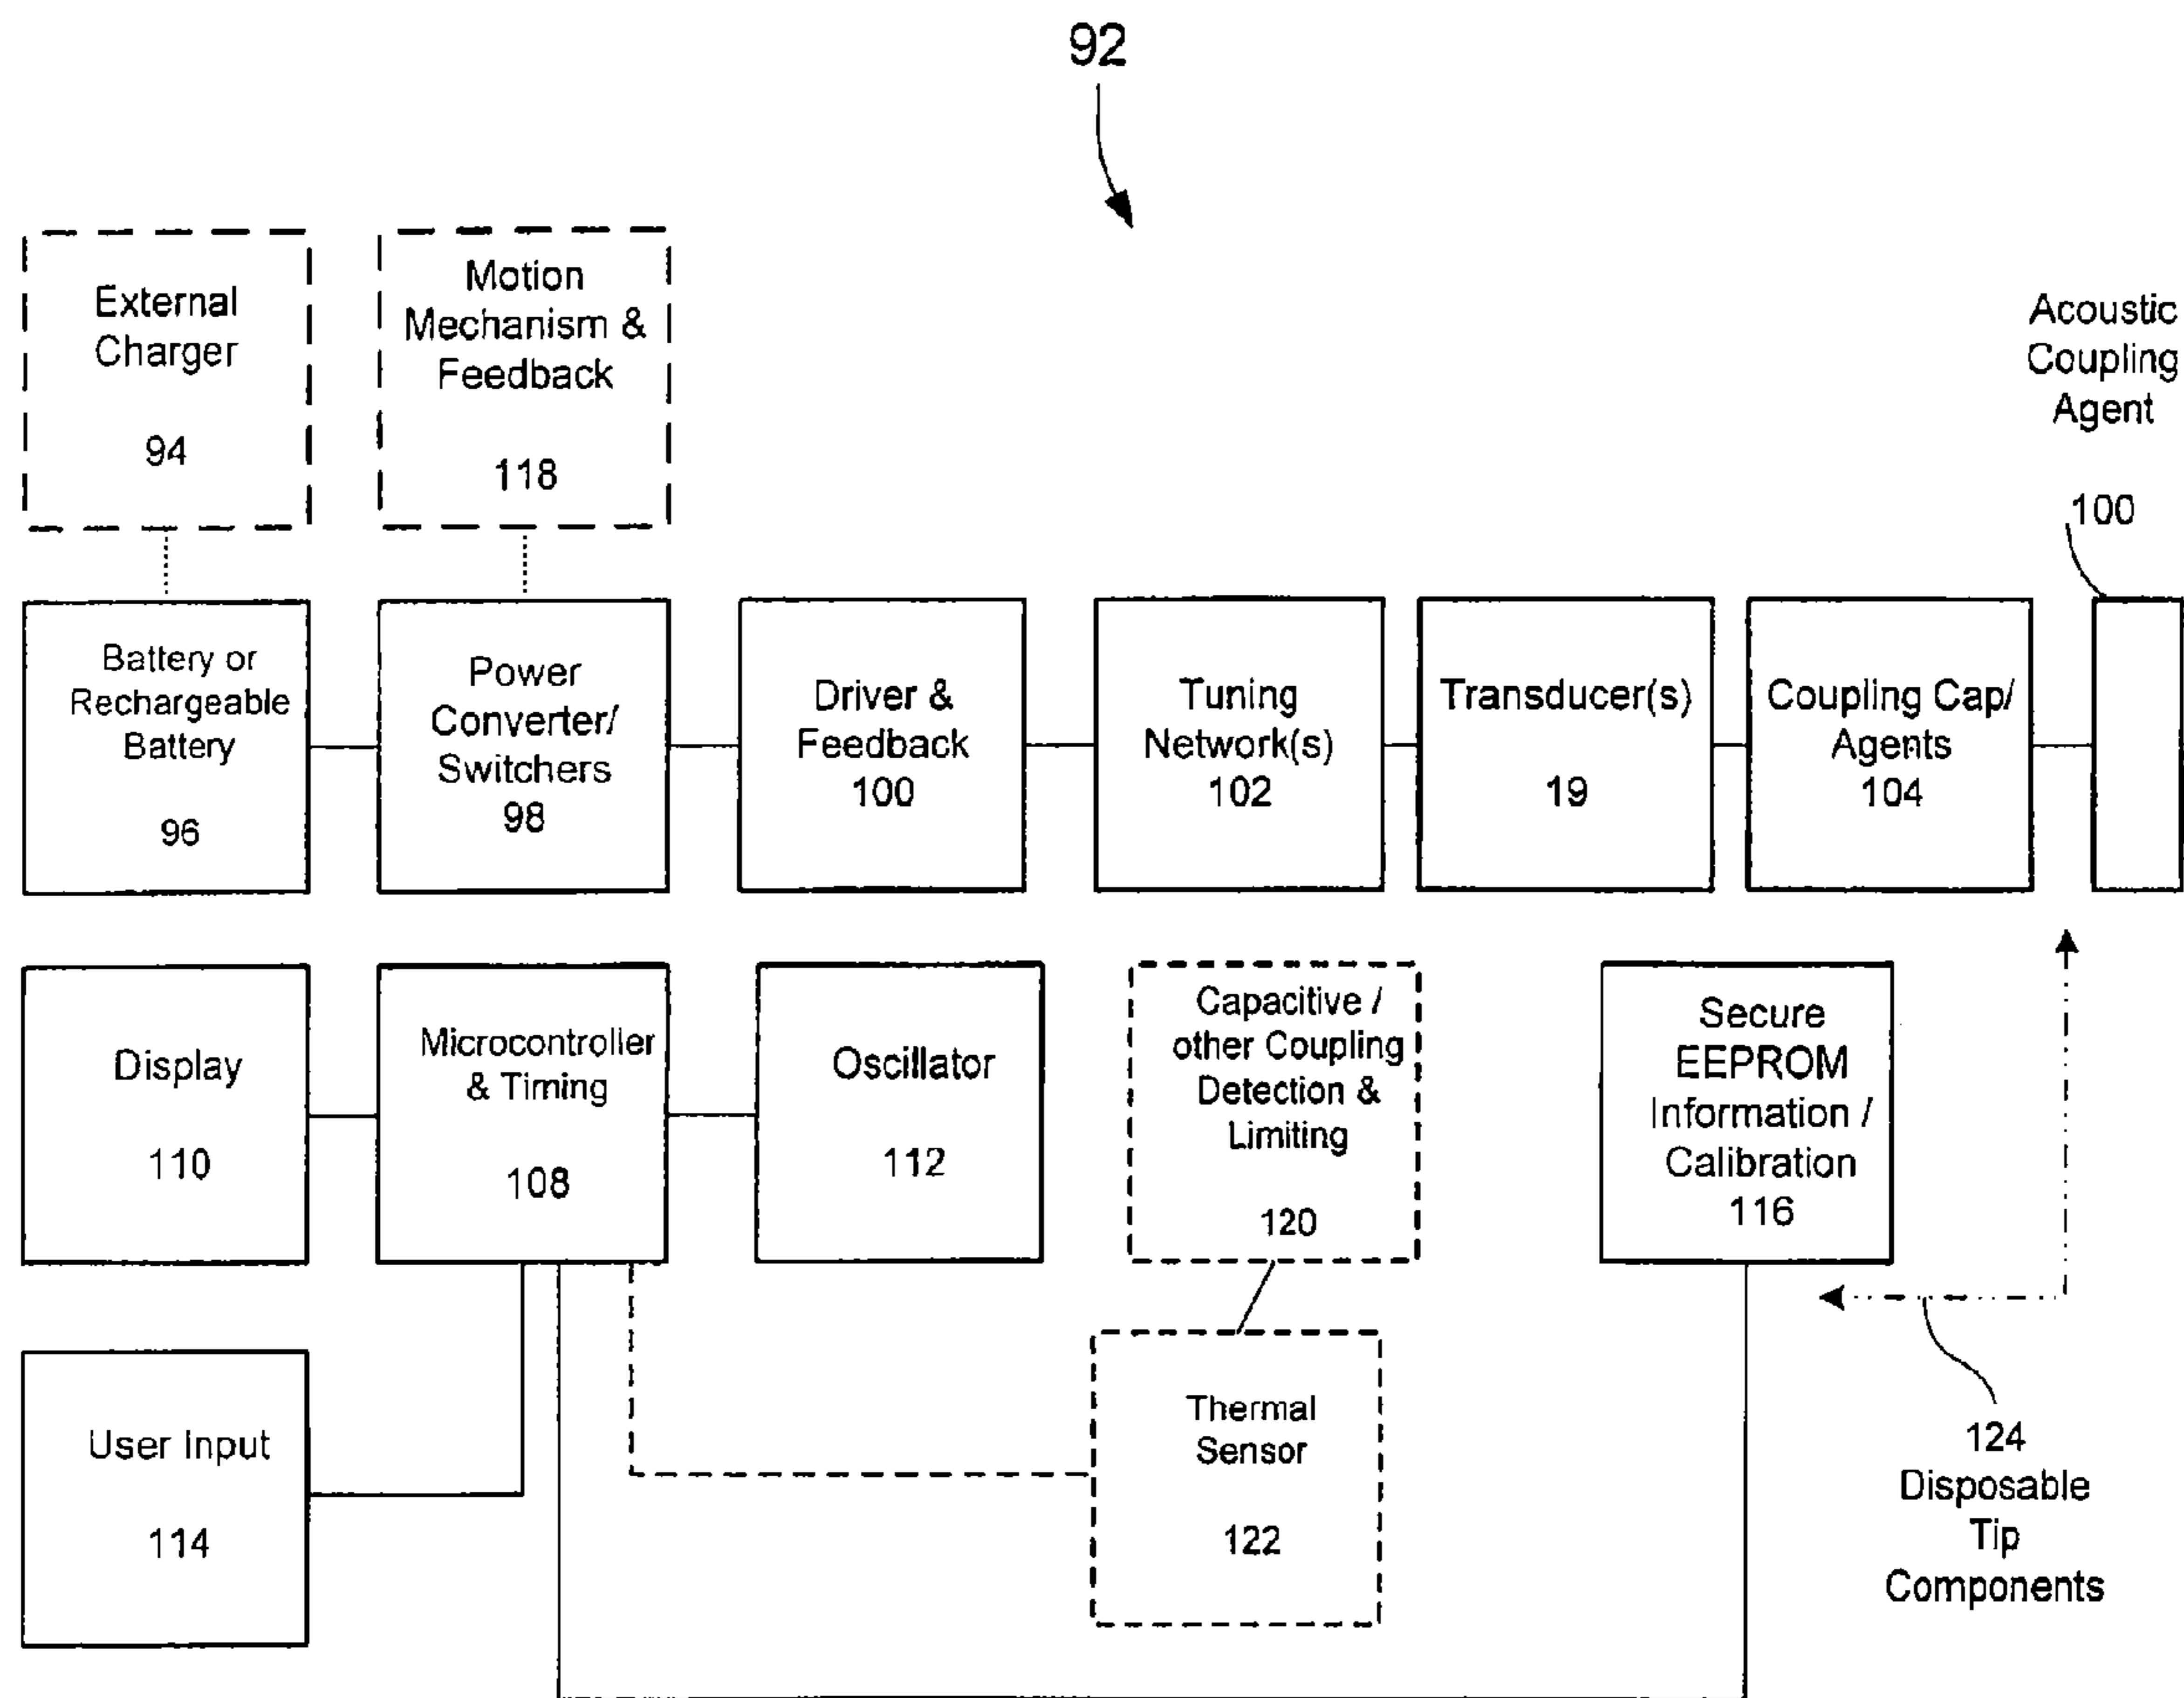 92
External
Charger
94
Motion
Mechanism &
Feedback
118
Acoustic
Coupling
Agent
100
Battery or
Rechargeable
Battery
96
Power
Converter/
Switchers
98
Driver &
Feedback
100
Tuning
Network(s)
102
Transducer(s)
19
Coupling Cap/
Agents
104
Display
110
Microcontroller
& Timing
108
Oscillator
112
Capacitive /
other Coupling
Detection &
Limiting
120
Secure
EEPROM
Information /
Calibration
116
User Input
114
Thermal
Sensor
122
124
Disposable
Tip
Components